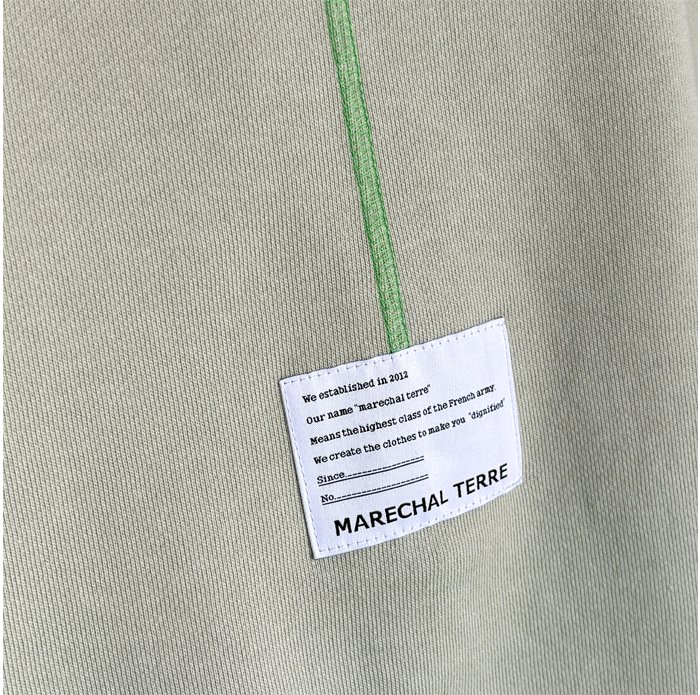 We established in 2012
Our name "marechal terre"
Means the highest class of the French army.
We create the clothes to make you "dignified"
Since
No.
MARECHAL TERRE